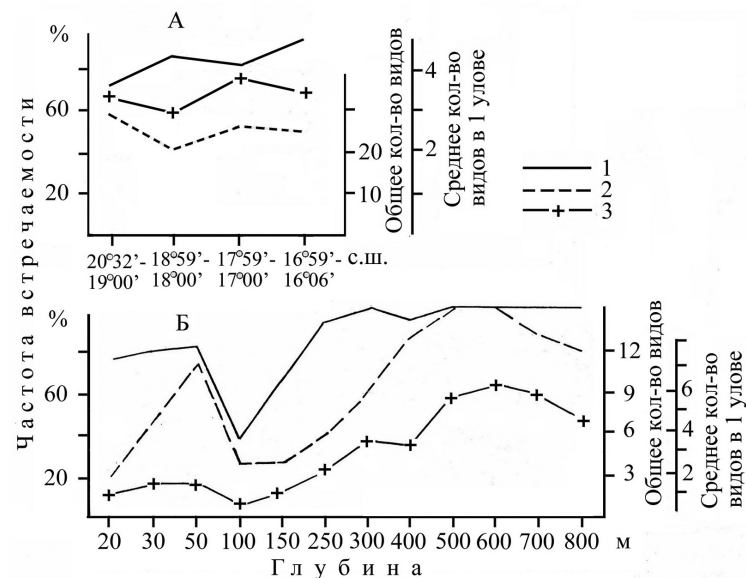 А
%
60
20
Частота встречаемости
20
10
Общее кол-во видов
4
2
Среднее кол-во
видов в 1 улове
1
2
3
20°32'-
19°00'
18°59'-
18°00'
17°59'-
17°00'
16°59'-
16°06'
с.ш.
Б
%
60
20
12
9
6
3
Общее кол-во видов
6
4
2
Среднее кол-во
видов в 1 улове
20 30 50 100 150 250 300 400 500 600 700 800 м
Глубина